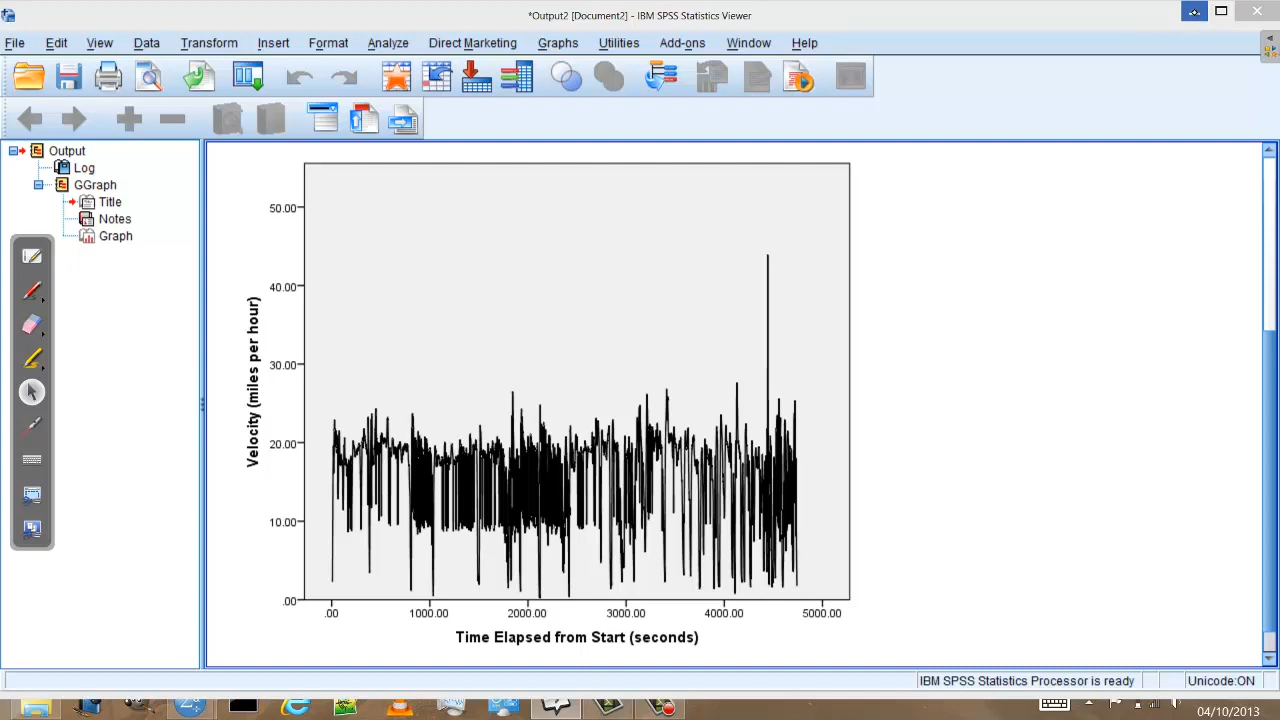 *Output2 [Document2] - IBM SPSS Statistics Viewer
File Edit View Data Transform Insert Format Analyze Direct Marketing Graphs Utilities Add-ons Window Help
Output
Log
GGraph
Title
Notes
Graph
50.00
40.00
30.00
20.00
10.00
.00
Velocity (miles per hour)
.00 1000.00 2000.00 3000.00 4000.00 5000.00
Time Elapsed from Start (seconds)
IBM SPSS Statistics Processor is ready Unicode:ON
04/10/2013